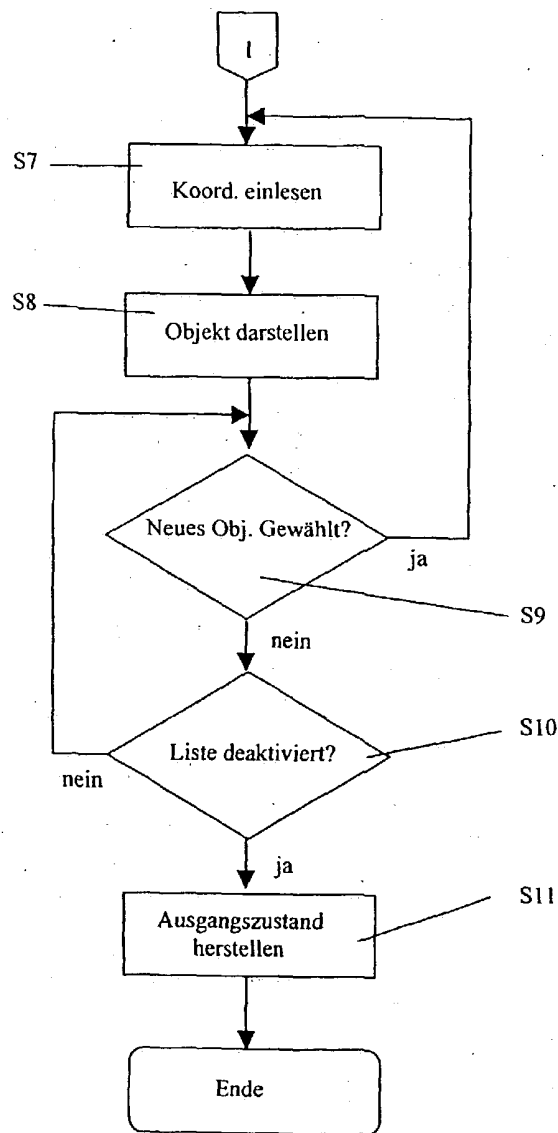 1
S7
Koord. einlesen
S8
Objekt darstellen
Neues Obj. Gewählt?
ja
S9
nein
Liste deaktiviert?
S10
nein
ja
S11
Ausgangszustand
herstellen
Ende